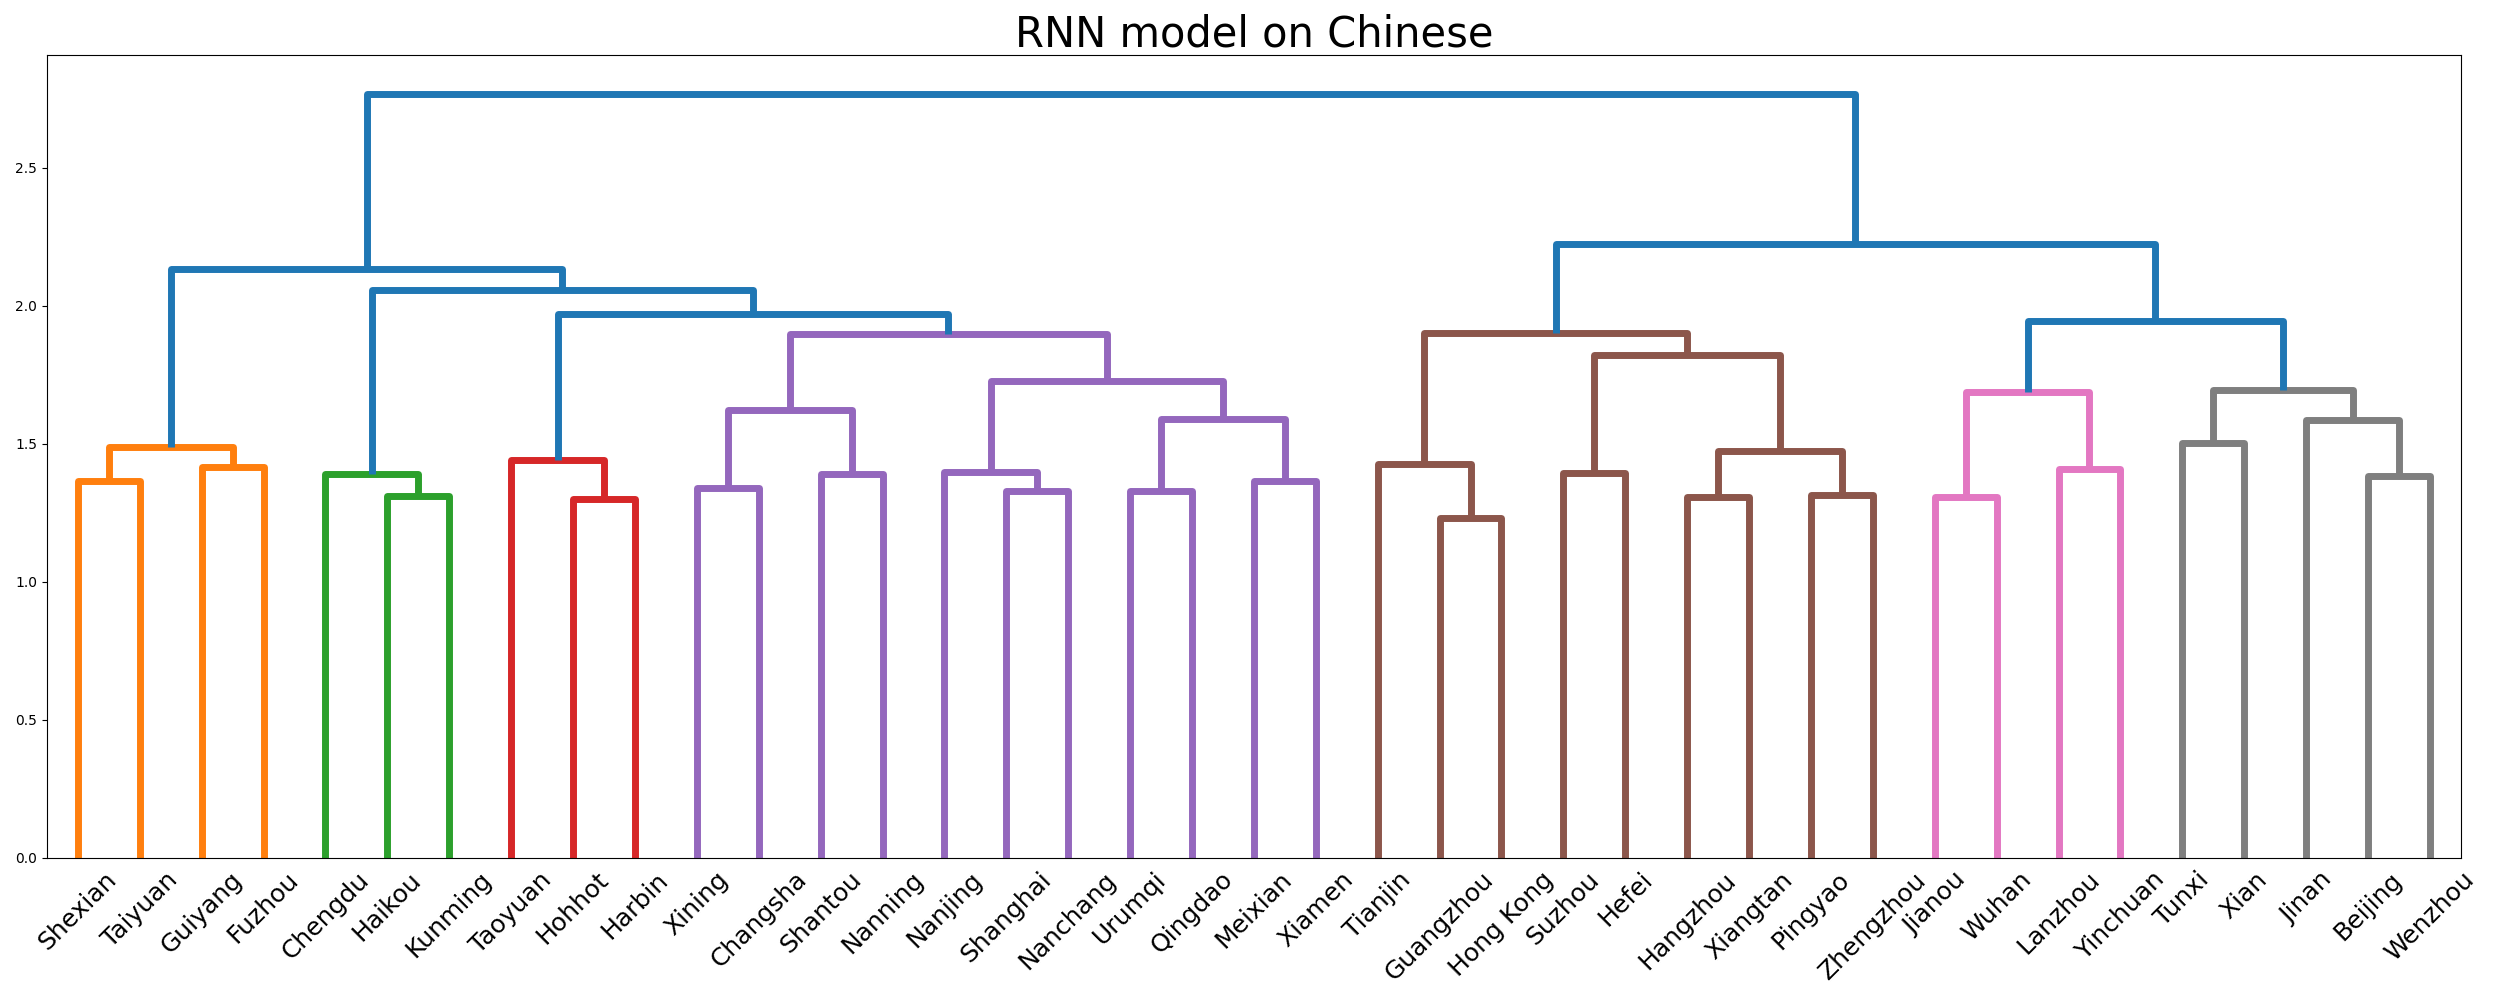 RNN model on Chinese
2.5
2.0
1.5
1.0
0.5
0.0
Shexian
Taiyuan
Guiyang
Fuzhou
Chengdu
Haikou
Kunming
Taoyuan
Hohhot
Harbin
Xining
Changsha
Shantou
Nanning
Nanjing
Shanghai
Nanchang
Urumqi
Qingdao
Meixian
Xiamen
Tianjin
Guangzhou
Hong Kong
Suzhou
Hefei
Hangzhou
Xiangtan
Pingyao
Zhengzhou
Jianou
Wuhan
Lanzhou
Yinchuan
Tunxi
Xian
Jinan
Beijing
Wenzhou